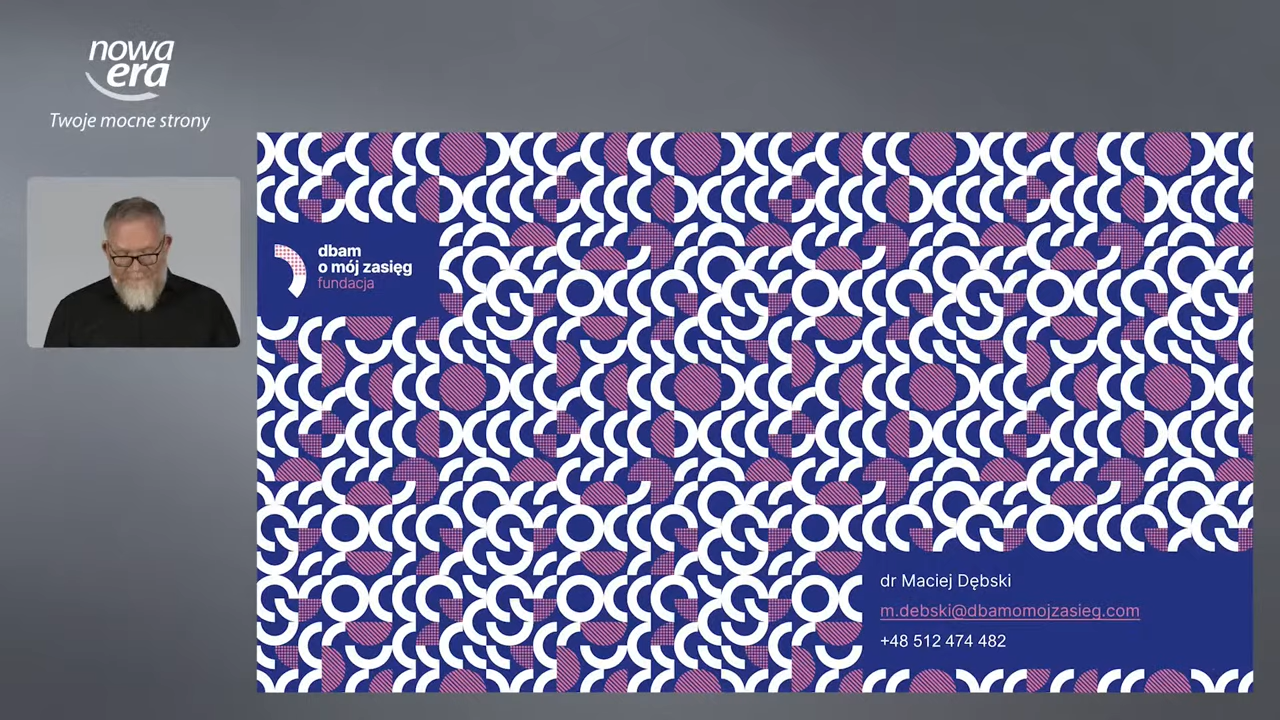 nowa
era
Twoje mocne strony
dbam
o mój zasięg
fundacja
dr Maciej Dębski
m.debski@dbamomojzasieg.com
+48 512 474 482